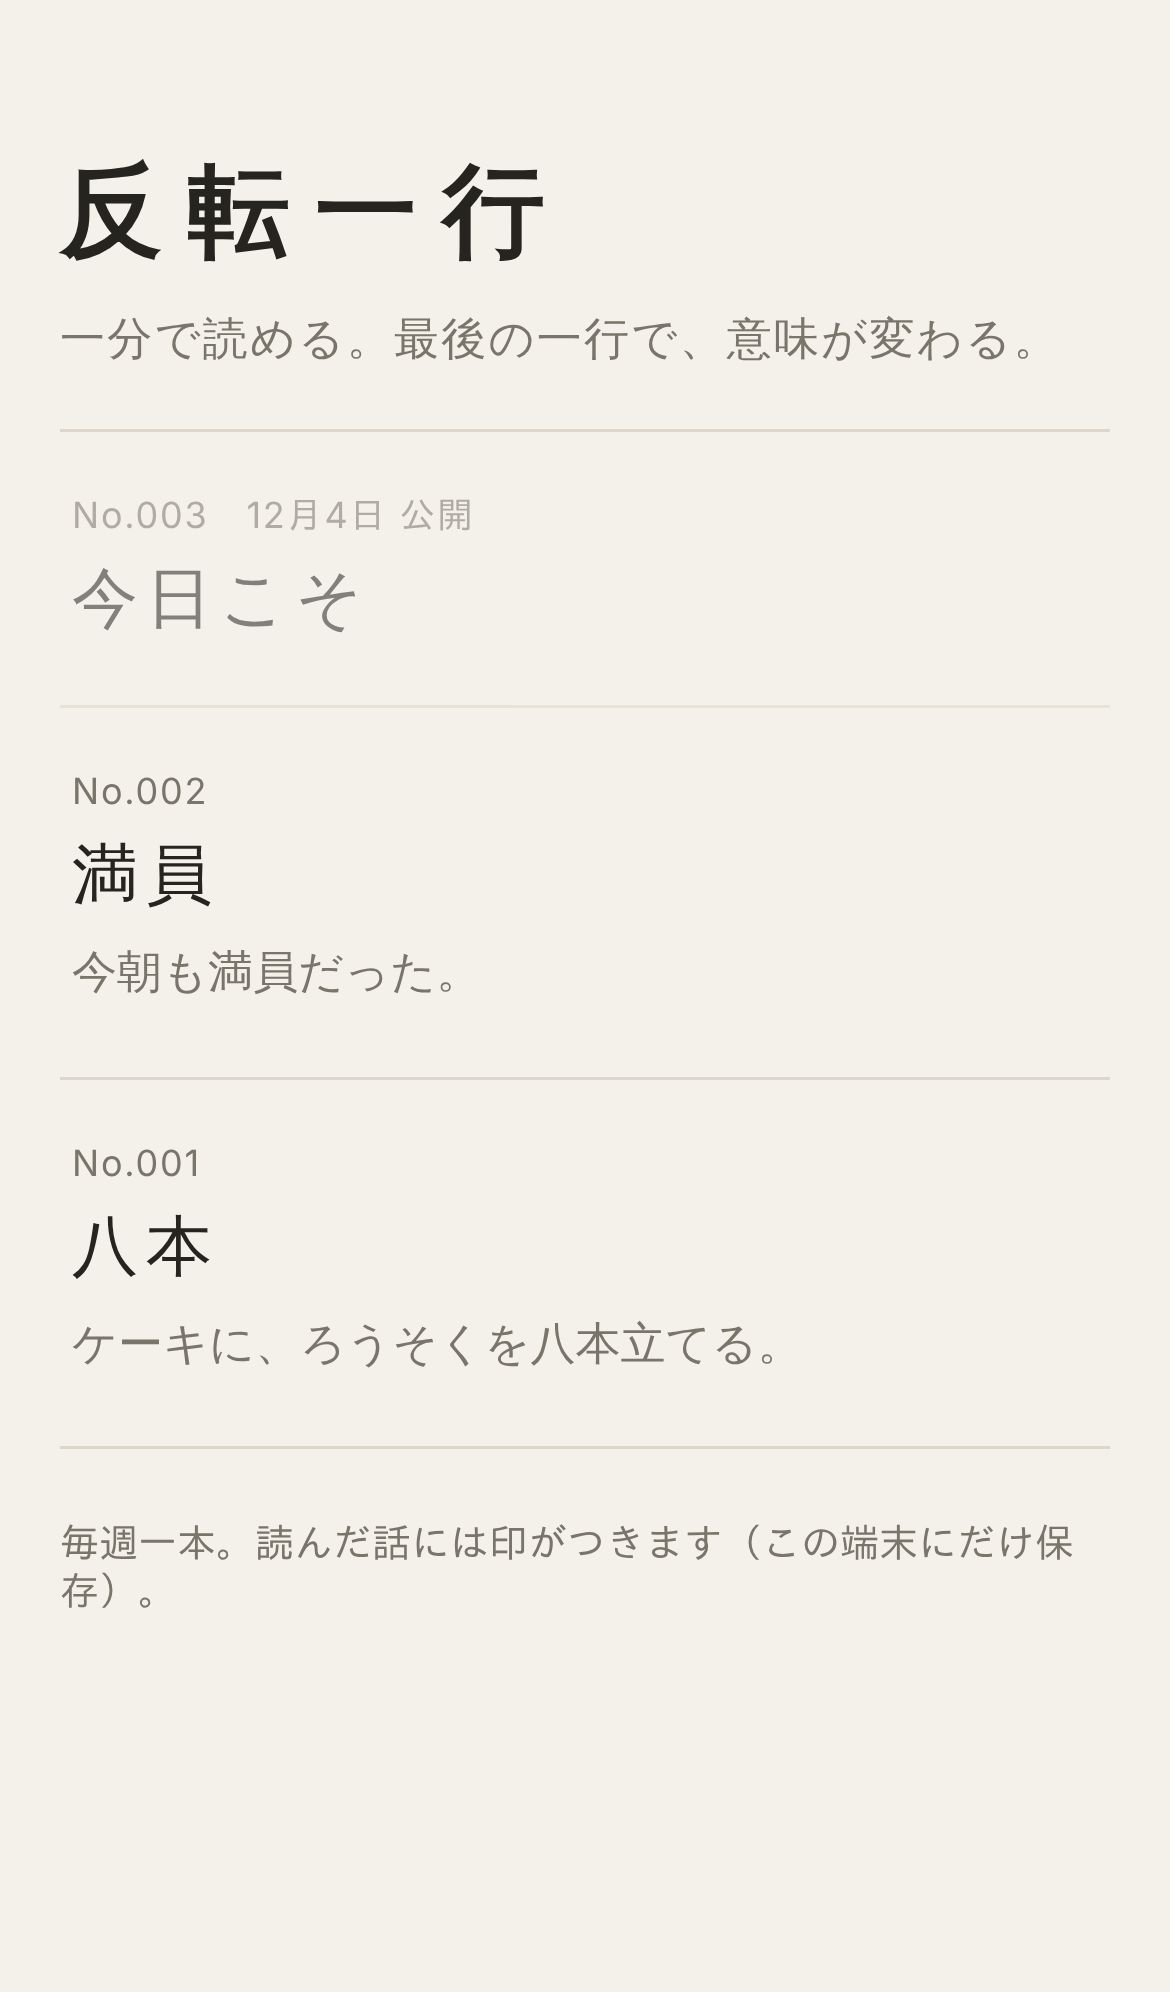 反転一行
一分で読める。最後の一行で、意味が変わる。
No.003　12月4日 公開
今日こそ
No.002
満員
今朝も満員だった。
No.001
八本
ケーキに、ろうそくを八本立てる。
毎週一本。読んだ話には印がつきます（この端末にだけ保
存）。